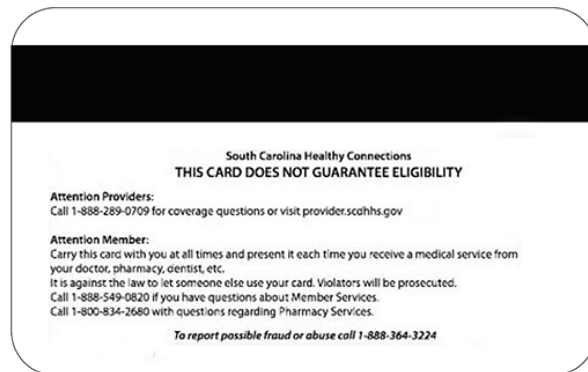 South Carolina Healthy Connections
THIS CARD DOES NOT GUARANTEE ELIGIBILITY
Attention Providers:
Call 1-888-289-0709 for coverage questions or visit provider.scdhhs.gov
Attention Member:
Carry this card with you at all times and present it each time you receive a medical service from
your doctor, pharmacy, dentist, etc.
It is against the law to let someone else use your card. Violators will be prosecuted.
Call 1-888-549-0820 if you have questions about Member Services.
Call 1-800-834-2680 with questions regarding Pharmacy Services.
To report possible fraud or abuse call 1-888-364-3224